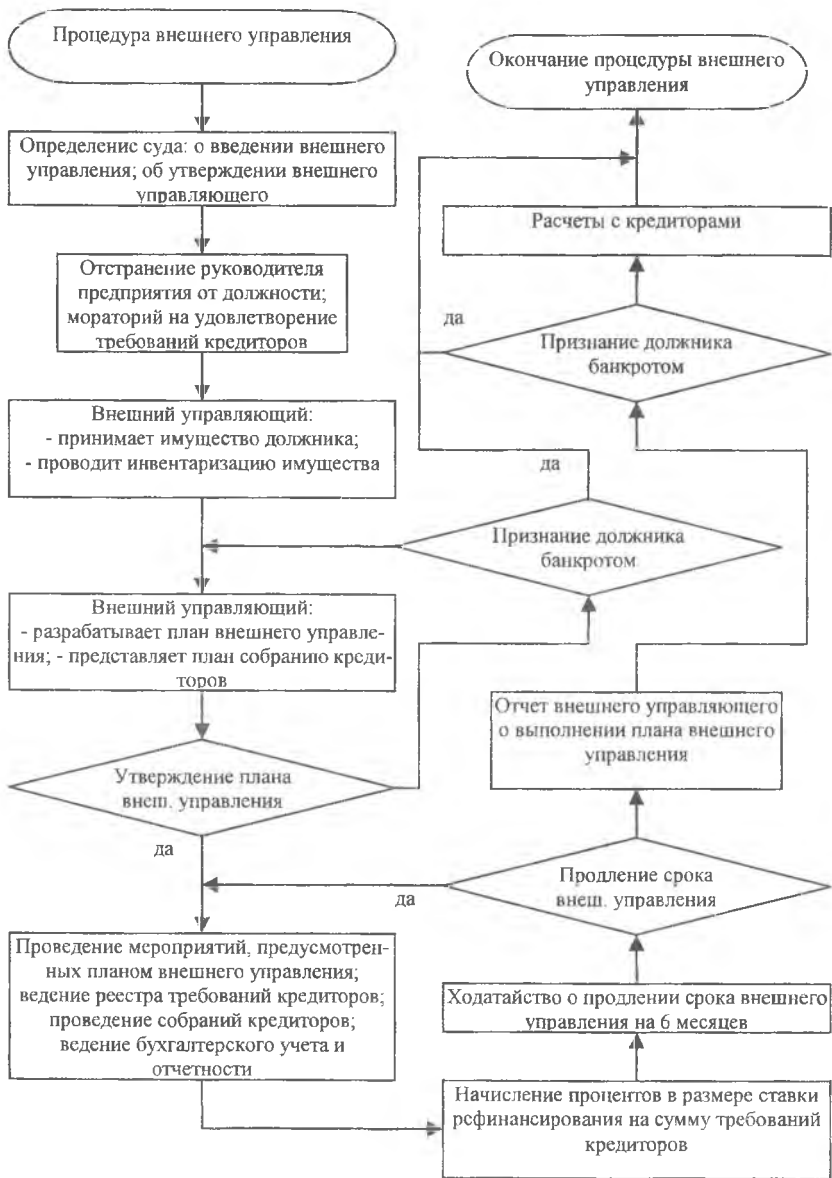 Процедура внешнего управления
Определение суда: о введении внешнего
управления; об утверждении внешнего
управляющего
Отстранение руководителя
предприятия от должности;
мораторий на удовлетворение
требований кредиторов
Внешний управляющий:
- принимает имущество должника;
- проводит инвентаризацию имущества
Внешний управляющий:
- разрабатывает план внешнего управле-
ния; - представляет план собранию креди-
торов
Утверждение плана
внеш. управления
да
Проведение мероприятий, предусмотрен-
ных планом внешнего управления;
ведение реестра требований кредиторов;
проведение собраний кредиторов;
ведение бухгалтерского учета и
отчетности
Окончание процедуры внешнего
управления
Расчеты с кредиторами
да
Признание должника
банкротом
да
Признание должника
банкротом
Отчет внешнего управляющего
о выполнении плана внешнего
управления
Продление срока
внеш. управления
да
Ходатайство о продлении срока внешнего
управления на 6 месяцев
Начисление процентов в размере ставки
рефинансирования на сумму требований
кредиторов